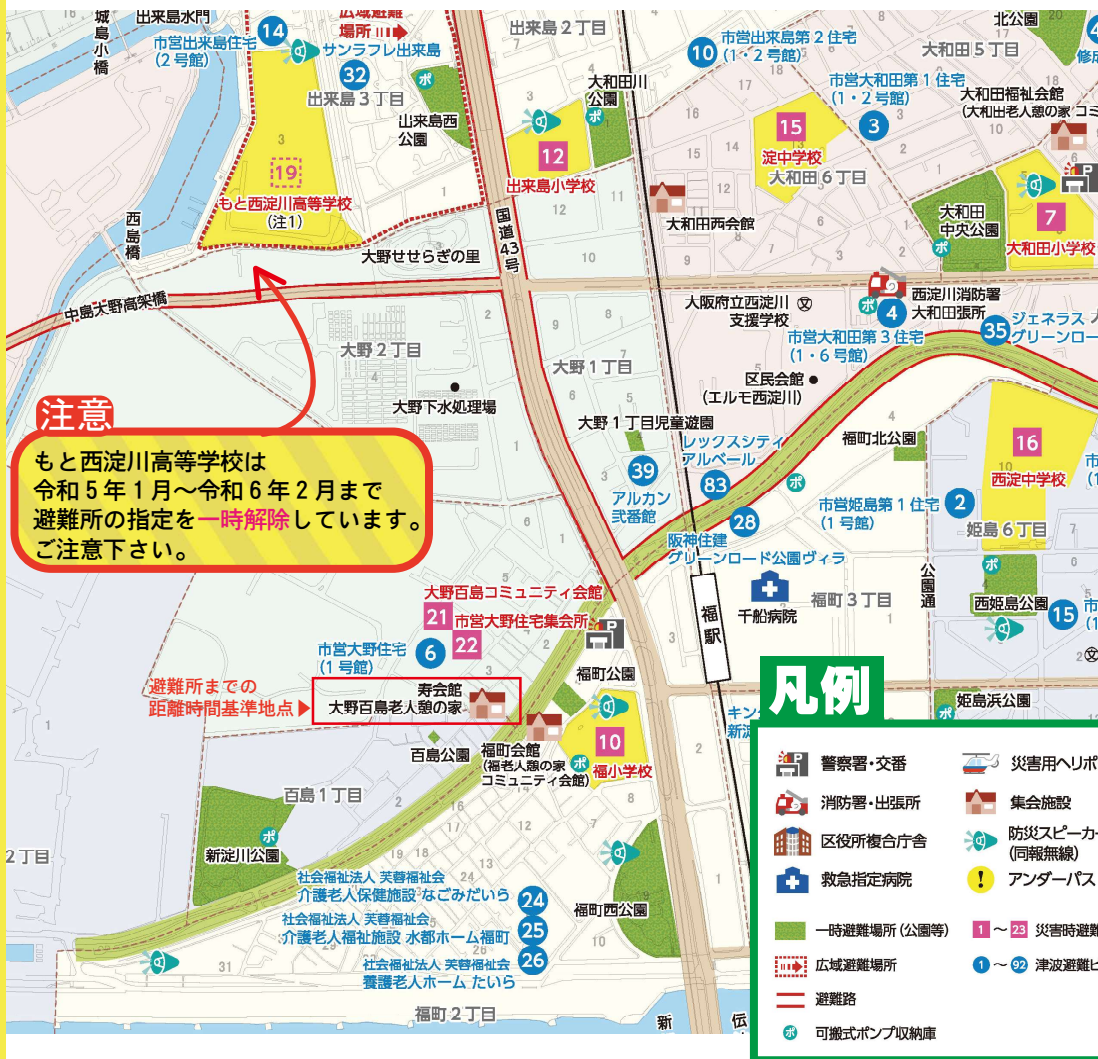 城島小橋
出来島水門
市営出来島住宅
(2号館)
14
広域避難
場所
サンラフレ出来島
32
出来島3丁目
出来島2丁目
山来島西
公園
大和田川
公園
12
出来島小学校
10
市営出来島第2住宅
(1・2号館)
北公園
大和田5丁目
修成
市営大和田第1住宅
(1・2号館)
3
15
淀中学校
大和田6丁目
大和田福祉会館
(大和田老人憩の家 コミ
大和田西会館
大和田
中央公園
7
大和田小学校
19
もと西淀川高等学校
(注1)
西島橋
大野せせらぎの里
国道43号
中島大野高架橋
大阪府立西淀川
支援学校
西淀川消防署
大和田張所
4
市営大和田第3住宅
(1・6号館)
35
ジェネラス
グリーンロー
大野2丁目
大野1丁目
大野下水処理場
区民会館
(エルモ西淀川)
大野1丁目児童遊園
レックスシティ
アルベール
83
39
アルカン
弐番館
福町北公園
16
西淀中学校
市営姫島第1住宅
(1号館)
2
姫島6丁目
28
阪神住建
グリーンロード公園ヴィラ
注意
もと西淀川高等学校は
令和5年1月~令和6年2月まで
避難所の指定を一時解除しています。
ご注意下さい。
大野百島コミュニティ会館
21
市営大野住宅集会所
22
市営大野住宅
(1号館)
6
避難所までの
距離時間基準地点▶
寿会館
大野百島老人憩の家
千船病院
福駅
福町3丁目
公園通
西姫島公園
15
姫島浜公園
福町公園
10
福小学校
百島公園
福町会館
(福老人憩の家
コミュニティ会館)
百島1丁目
新淀川公園
2丁目
キン
新淀
社会福祉法人 芙蓉福祉会
介護老人保健施設 なごみだいら
24
社会福祉法人 芙蓉福祉会
介護老人福祉施設 水都ホーム福町
25
社会福祉法人 芙蓉福祉会
養護老人ホーム たいら
26
福町西公園
福町2丁目
新
伝
凡例
警察署・交番
災害用ヘリポ
消防署・出張所
集会施設
区役所複合庁舎
防災スピーカー
(同報無線)
救急指定病院
アンダーパス
一時避難場所(公園等)
1~23 災害時避難
広域避難場所
1~92 津波避難ビ
避難路
ポ 可搬式ポンプ収納庫